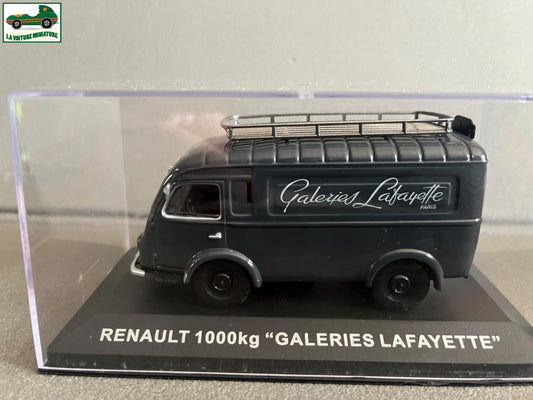 LA VOITURE MINIATURE
Galeries Lafayette
PARIS
RENAULT 1000kg “GALERIES LAFAYETTE”